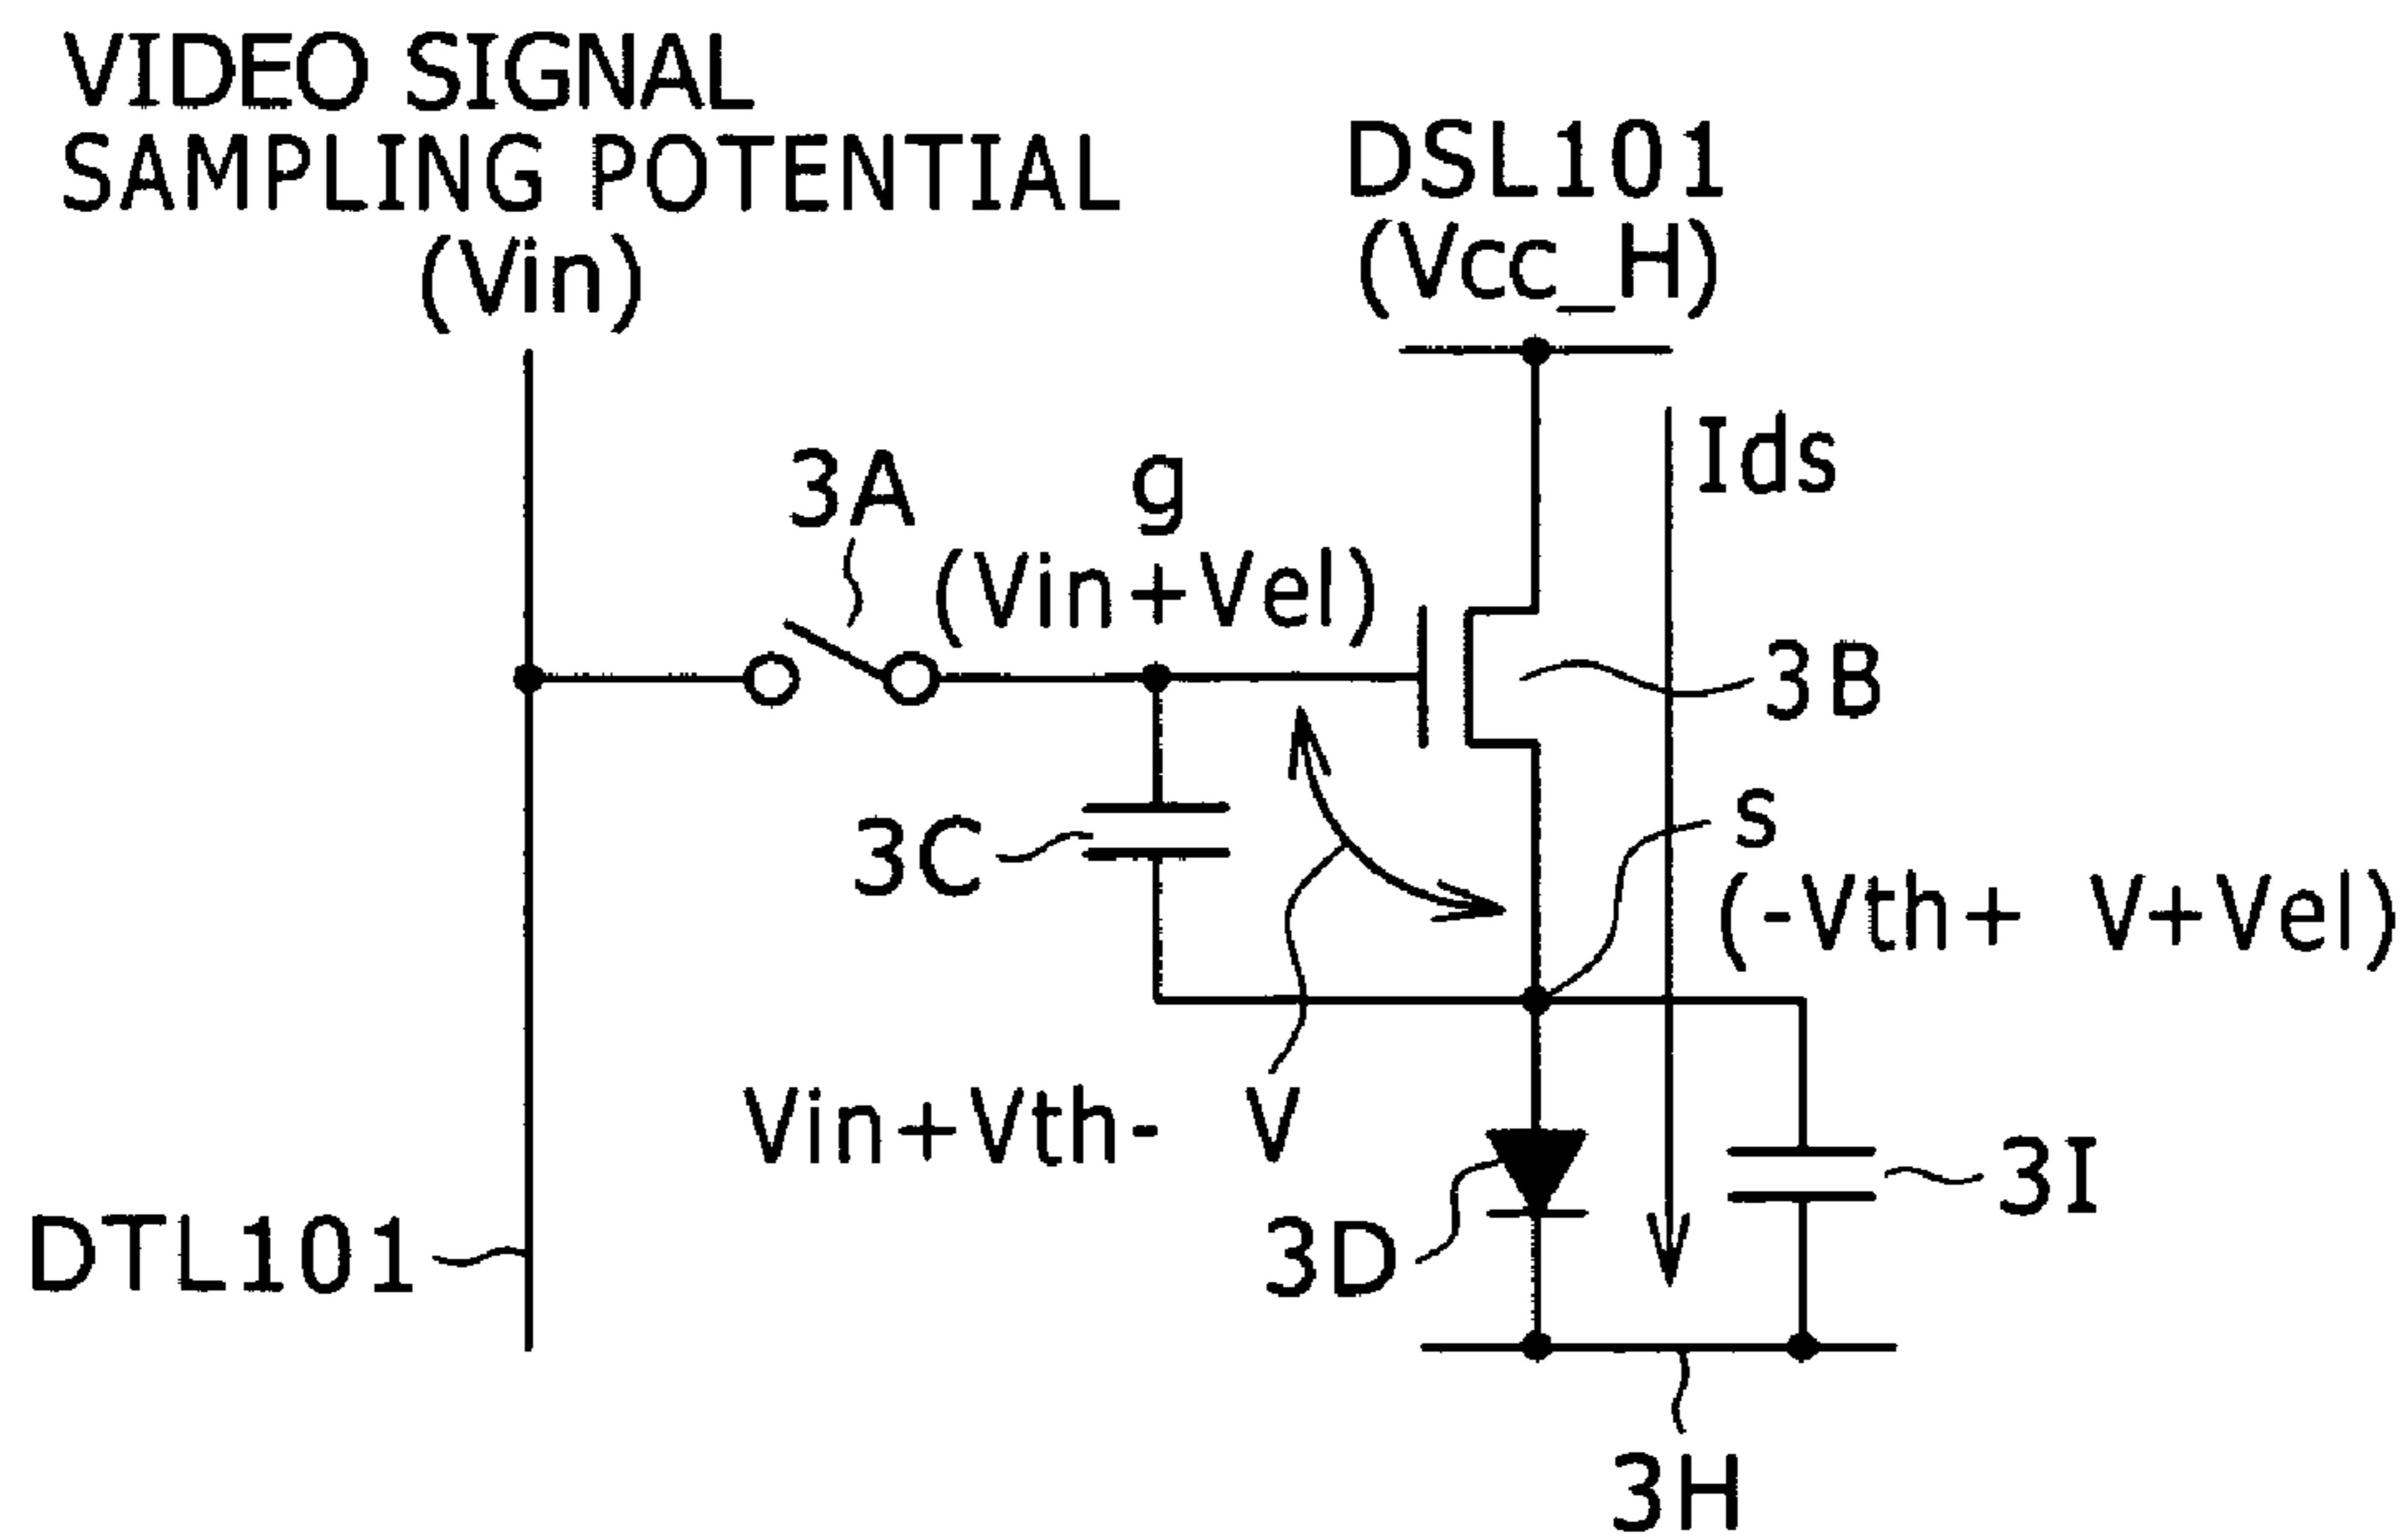 VIDEO SIGNAL
SAMPLING POTENTIAL
(Vin)
DSL101
(Vcc_H)
Ids
3A
g
(Vin+Vel)
3B
3C
s
(-Vth+ V+Vel)
Vin+Vth- V
3D
3I
DTL101
3H